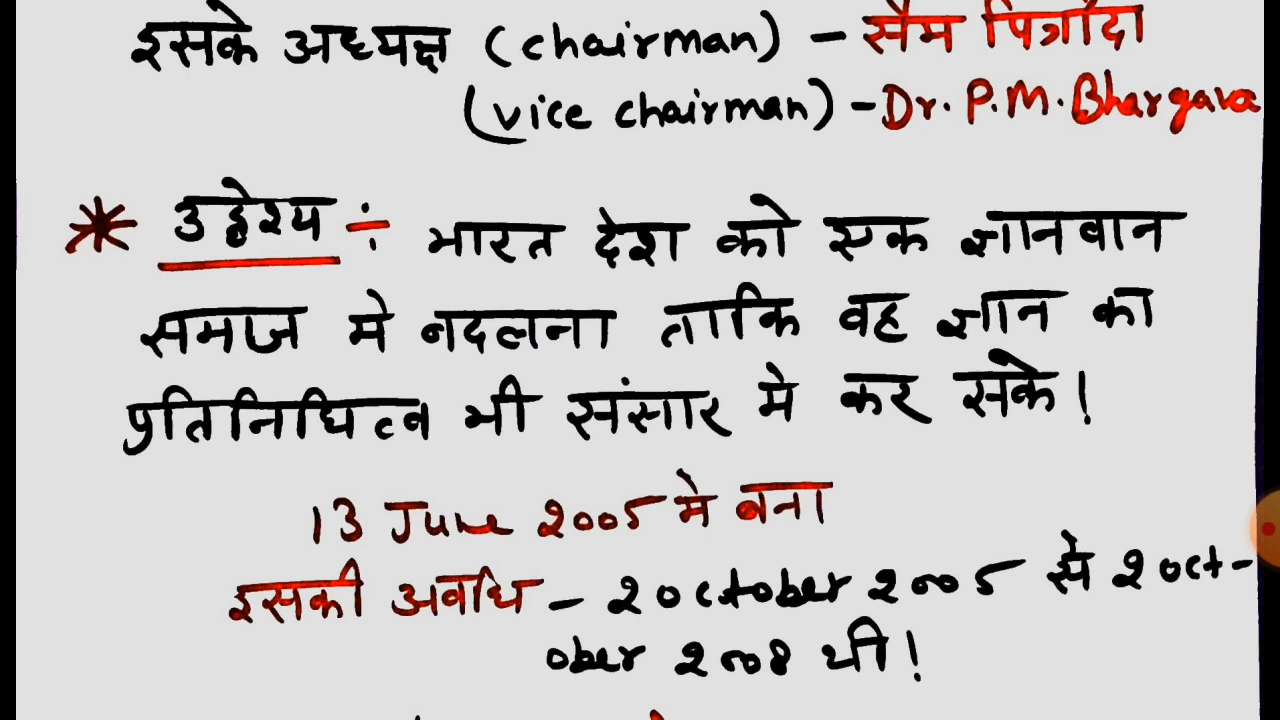 इसके अध्यक्ष (chairman) - सैम पित्रोदा
(vice chairman) - Dr. P.M. Bhargava
* उद्देश्य ÷ भारत देश को एक ज्ञानवान
समाज मे बदलना ताकि वह ज्ञान का
प्रतिनिधित्व भी संसार मे कर सके!
13 June 2005 मे बना
इसकी अवधि - 2 october 2005 से 2 oct-
ober 2008 थी!